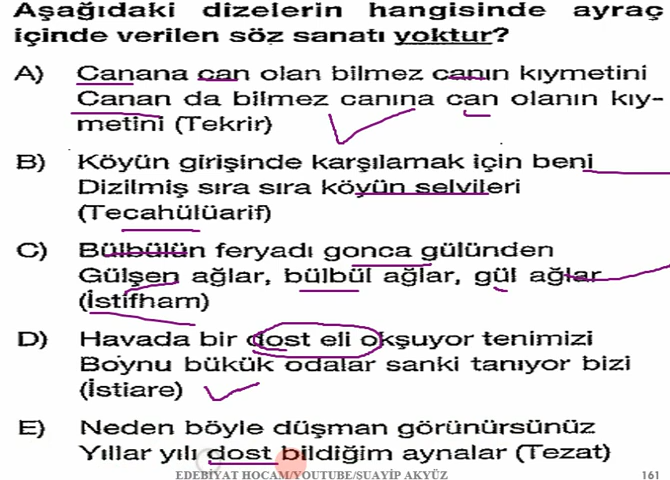 Aşağıdaki dizelerin hangisinde ayraç
içinde verilen söz sanatı yoktur?
A) Canana can olan bilmez canın kıymetini
Canan da bilmez canına can olanın kıy-
metini (Tekrir)
B) Köyün girişinde karşılamak için beni
Dizilmiş sıra sıra köyün selvileri
(Tecahülüarif)
C) Bülbülün feryadı gonca gülünden
Gülşen ağlar, bülbül ağlar, gül ağlar
(İstifham)
D) Havada bir dost eli okşuyor tenimizi
Boynu bükük odalar sanki tanıyor bizi
(İstiare)
E) Neden böyle düşman görünürsünüz
Yıllar yılı dost bildiğim aynalar (Tezat)
EDEBİYAT HOCAM/YOUTUBE/ŞUAYİP AKYÜZ 161